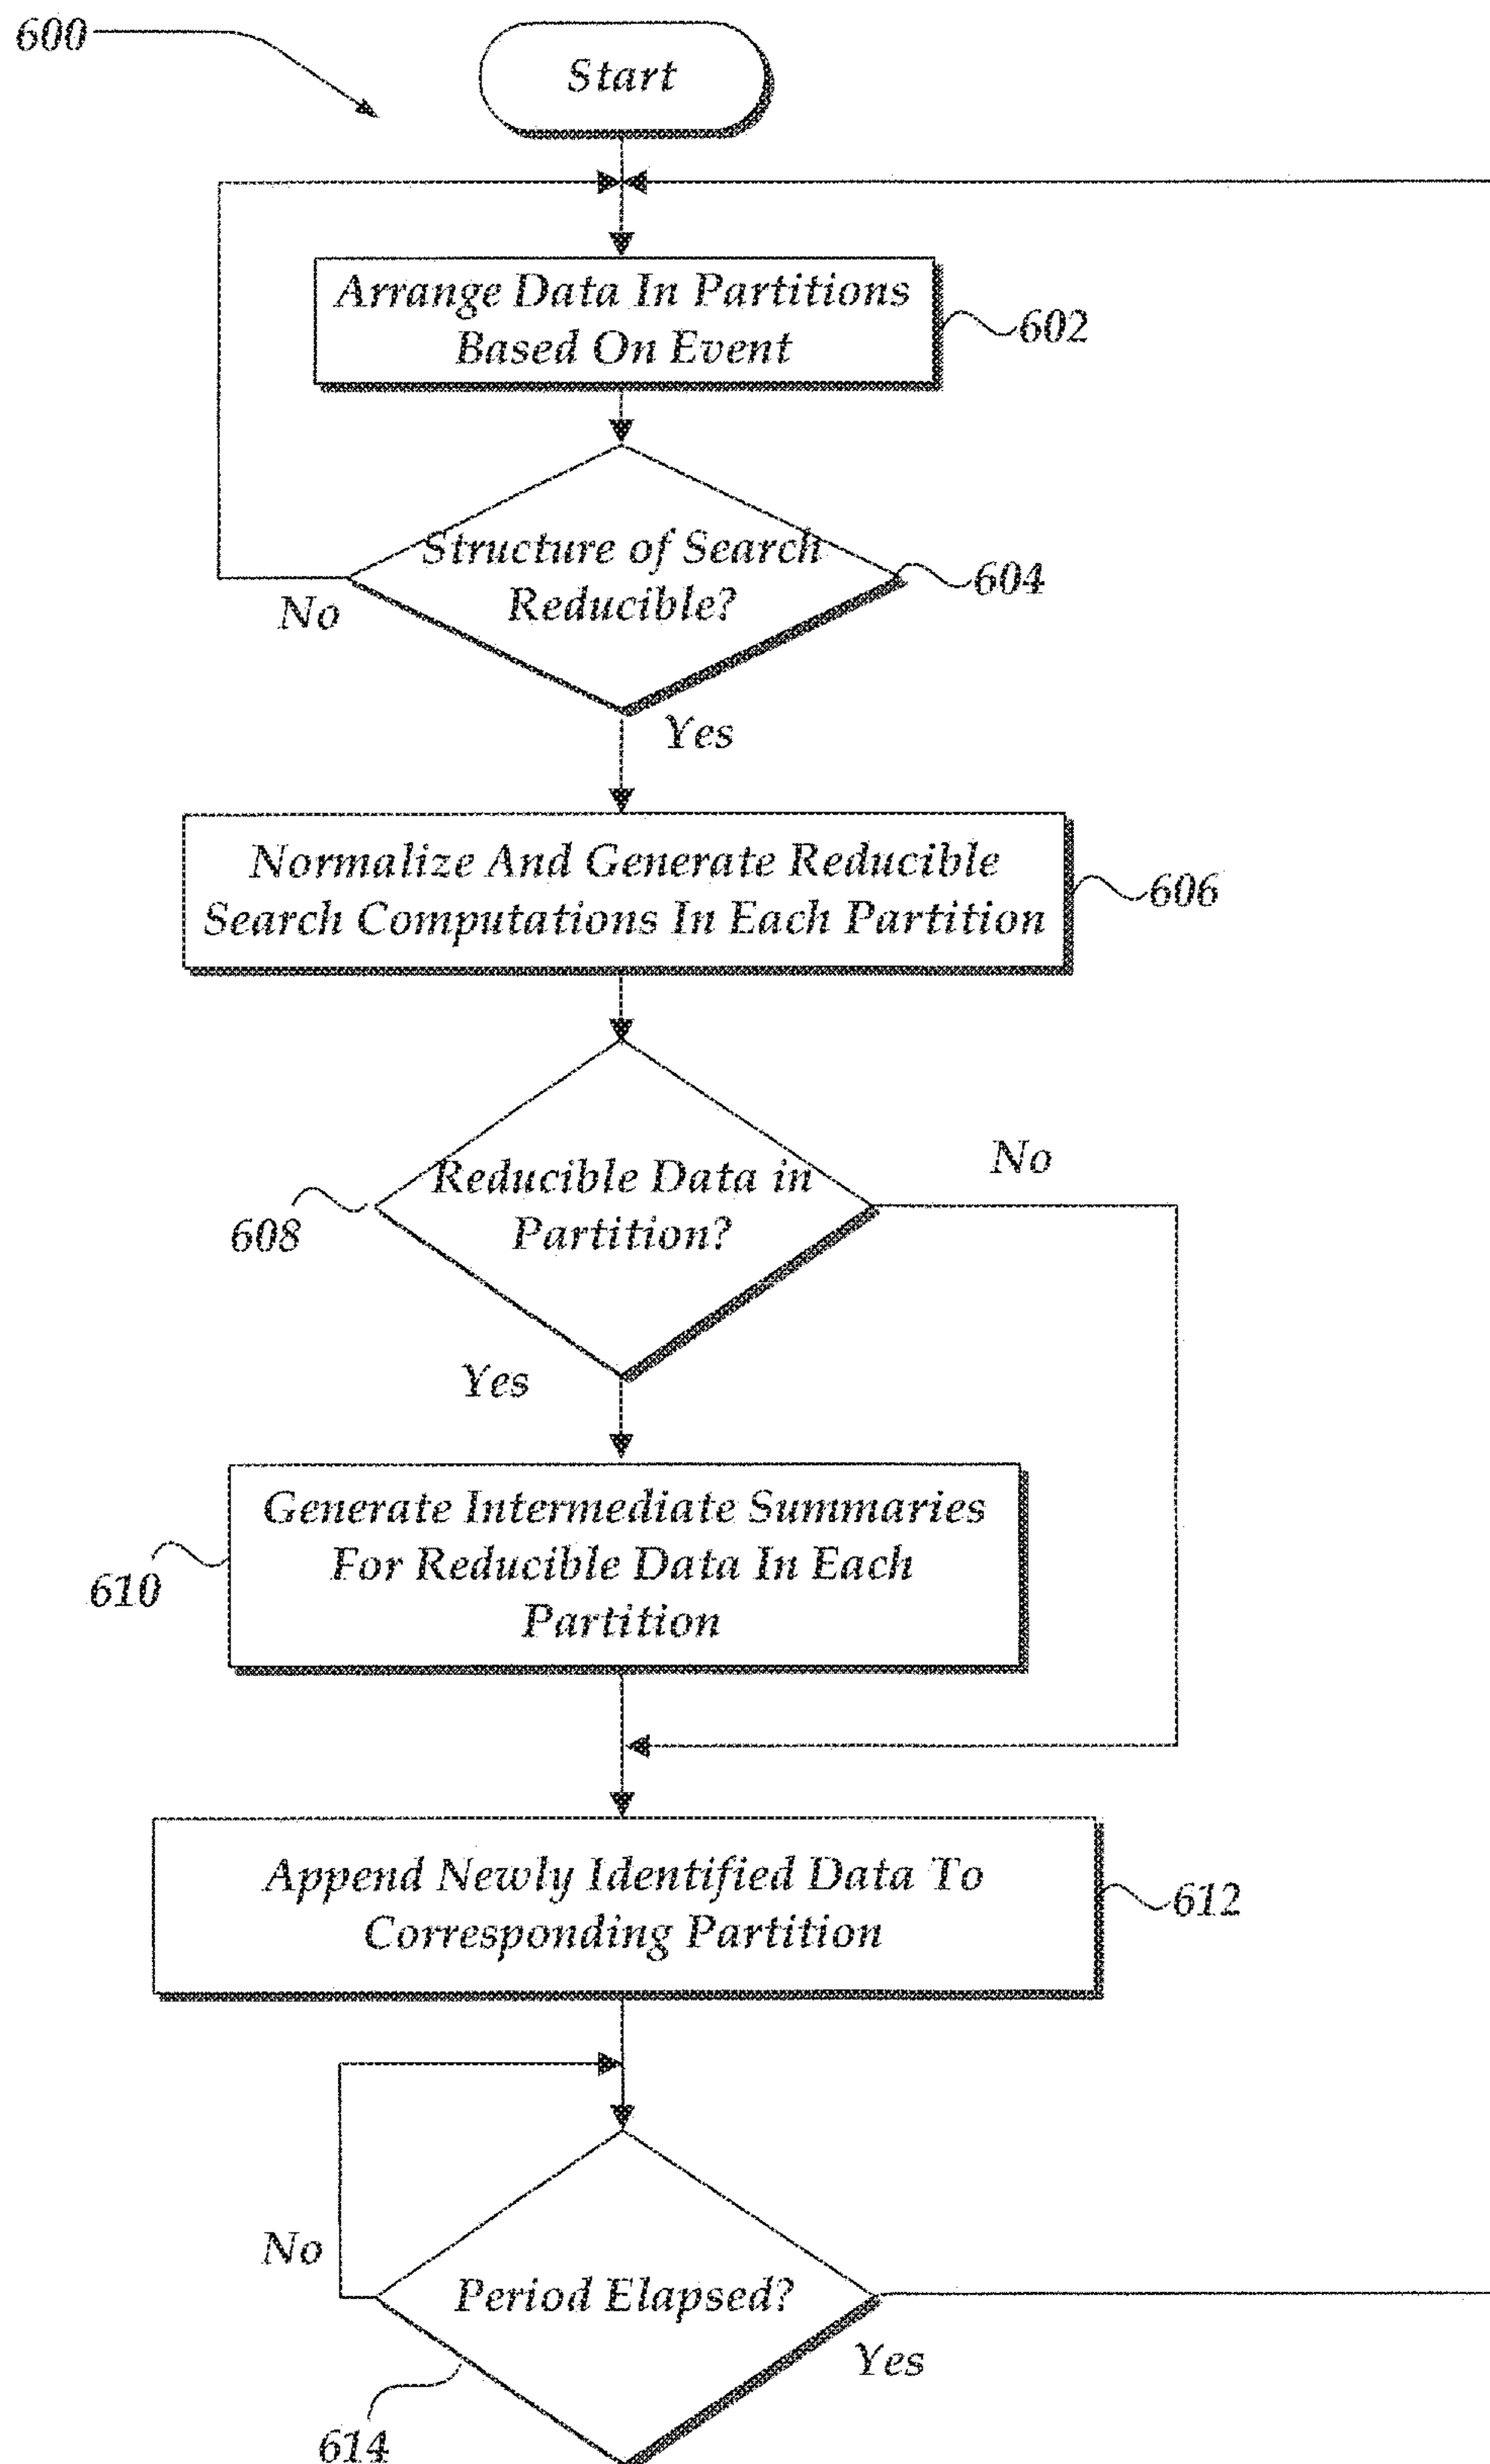 600
Start
Arrange Data In Partitions
Based On Event
602
Structure of Search
Reducible?
604
No
Yes
Normalize And Generate Reducible
Search Computations In Each Partition
606
Reducible Data in
Partition?
No
608
Yes
Generate Intermediate Summaries
For Reducible Data In Each
Partition
610
Append Newly Identified Data To
Corresponding Partition
612
No
Period Elapsed?
Yes
614